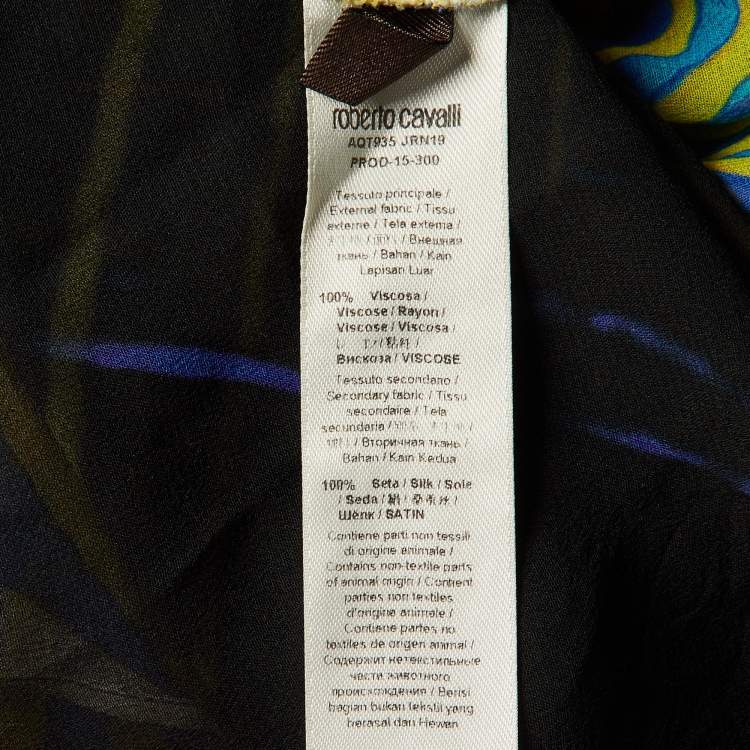 roberto cavalli
AQT935 JRN19
PROD-15-300
Tessuto principale /
External fabric / Tissu
externe / Tela externa /
Внешная
ткань / Bahan / Kain
Lapisan Luar
100% Viscosa /
Viscose / Rayon /
Viscose / Viscosa /
Вискоза / VISCOSE
Tessuto secondario /
Secondary fabric / Tissu
secondaire / Tela
secundaria /
/ Вторичная ткань /
Bahan / Kain Kedua
100% Seta / Silk / Soie
/ Seda / 絹 /
Шёлк / SATIN
Contiene parti non tessili
di origine animale /
Contains non-textile parts
of animal origin / Contient
parties non textiles
d'origine animale /
Contiene partes no
textiles de origen animal /
Содержит нетекстильные
части животного
происхождения / Berisi
bagian bukan tekstil yang
berasal dari Hewan